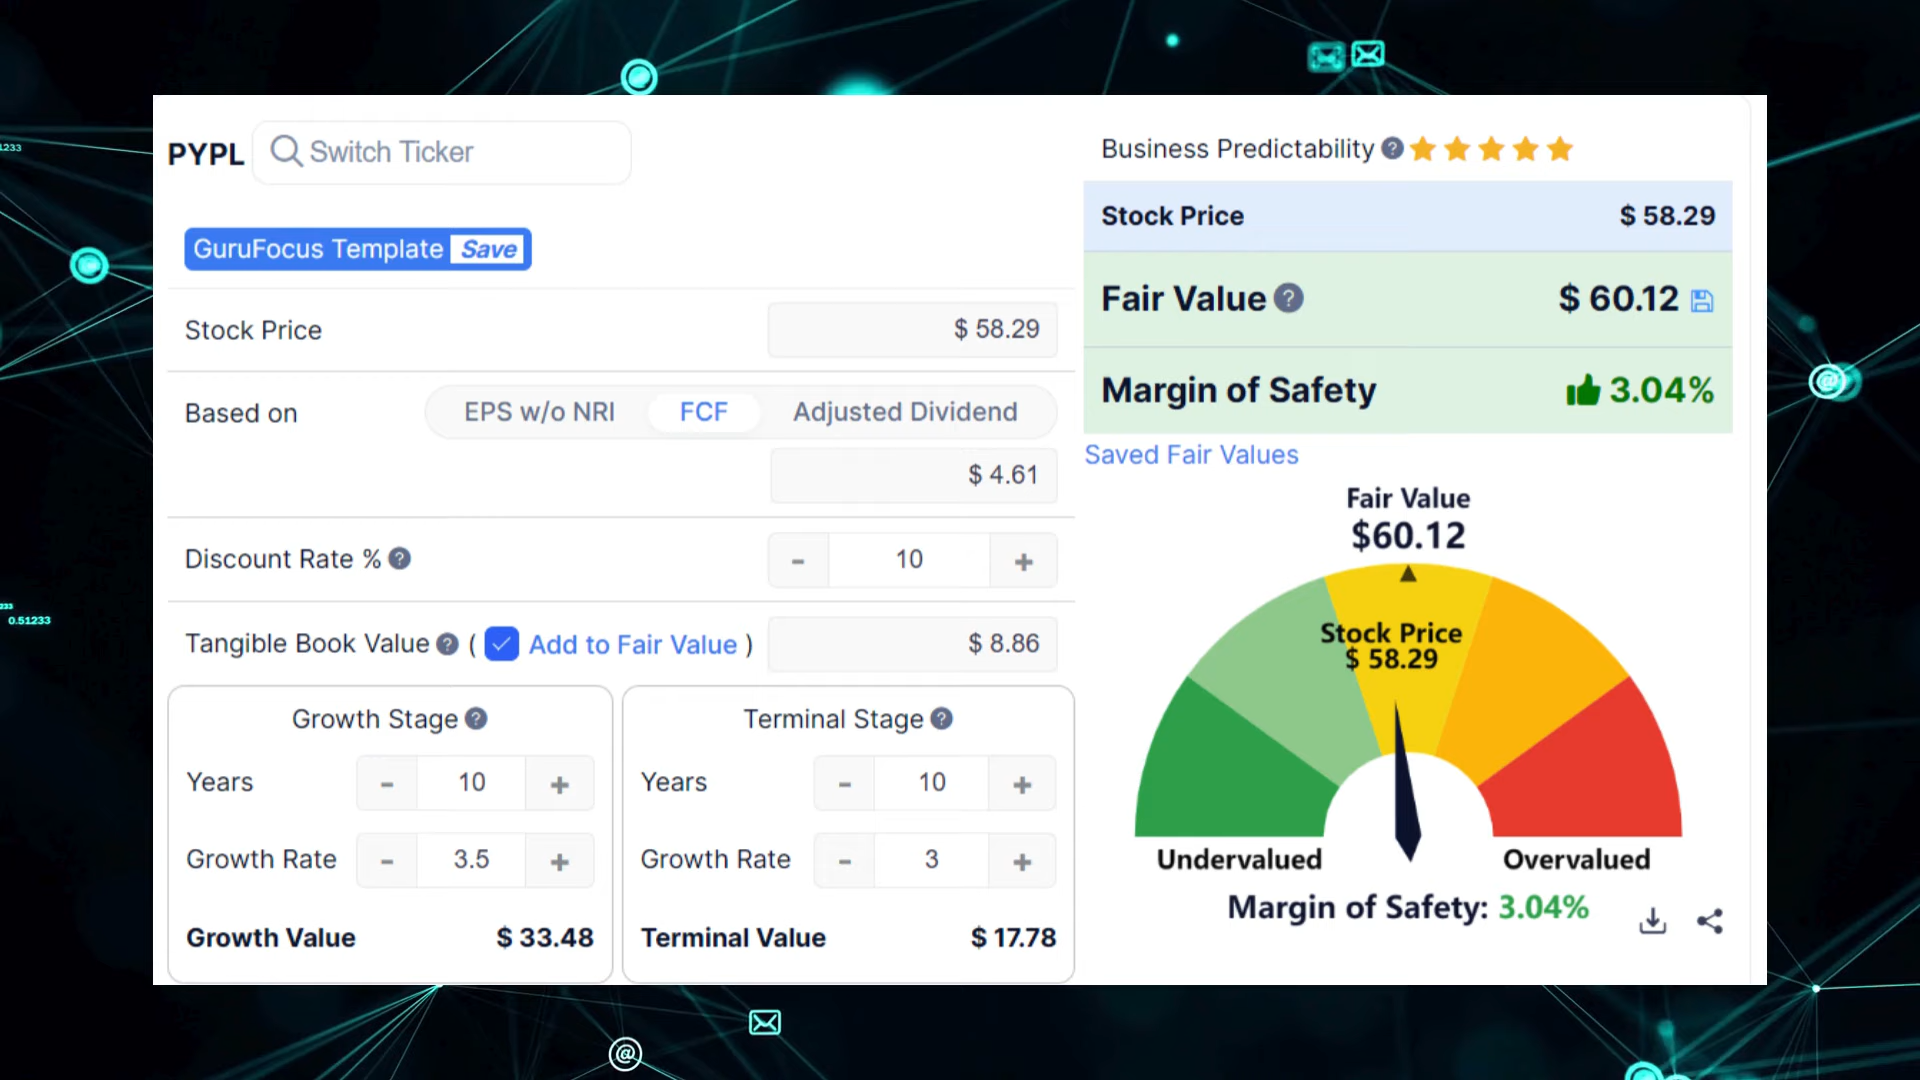 PYPL
Switch Ticker
GuruFocus Template Save
Stock Price
$ 58.29
Based on
EPS w/o NRI
FCF
Adjusted Dividend
$ 4.61
Discount Rate % ?
- 10 +
Tangible Book Value ? ( Add to Fair Value )
$ 8.86
Growth Stage ?
Years - 10 +
Growth Rate - 3.5 +
Growth Value $ 33.48
Terminal Stage ?
Years - 10 +
Growth Rate - 3 +
Terminal Value $ 17.78
Business Predictability ?
Stock Price $ 58.29
Fair Value ? $ 60.12
Margin of Safety 3.04%
Saved Fair Values
Fair Value
$60.12
Stock Price
$ 58.29
Undervalued
Overvalued
Margin of Safety: 3.04%
1233
233
0.51233
@
@